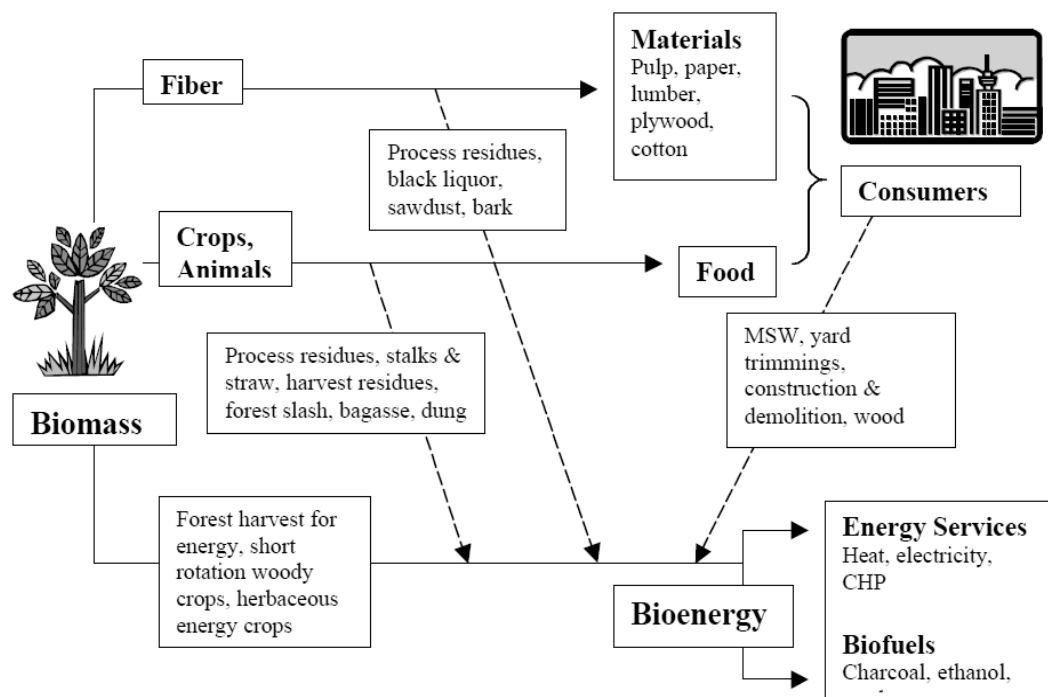 Fiber
Materials
Pulp, paper,
lumber,
plywood,
cotton
Process residues,
black liquor,
sawdust, bark
Consumers
Crops,
Animals
Food
Process residues, stalks &
straw, harvest residues,
forest slash, bagasse, dung
MSW, yard
trimmings,
construction &
demolition, wood
Biomass
Forest harvest for
energy, short
rotation woody
crops, herbaceous
energy crops
Bioenergy
Energy Services
Heat, electricity,
CHP
Biofuels
Charcoal, ethanol,